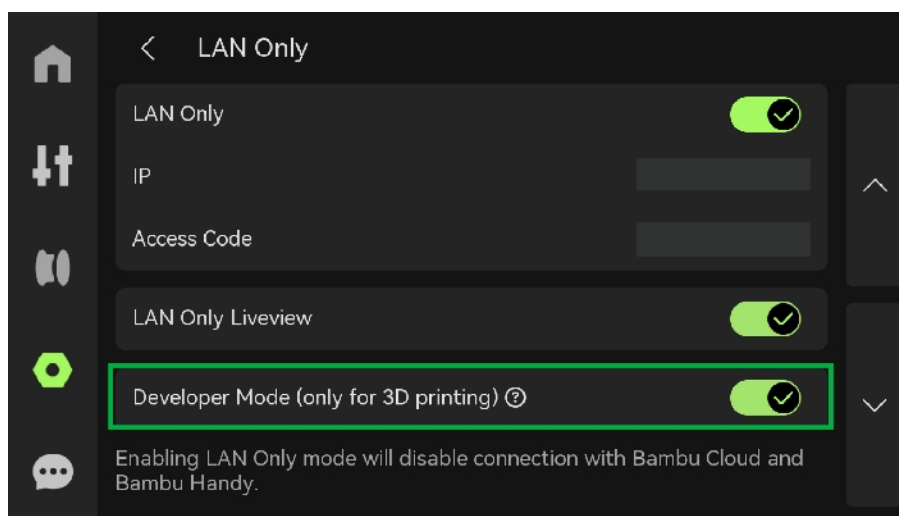 LAN Only
LAN Only
IP
Access Code
LAN Only Liveview
Developer Mode (only for 3D printing) ?
Enabling LAN Only mode will disable connection with Bambu Cloud and
Bambu Handy.